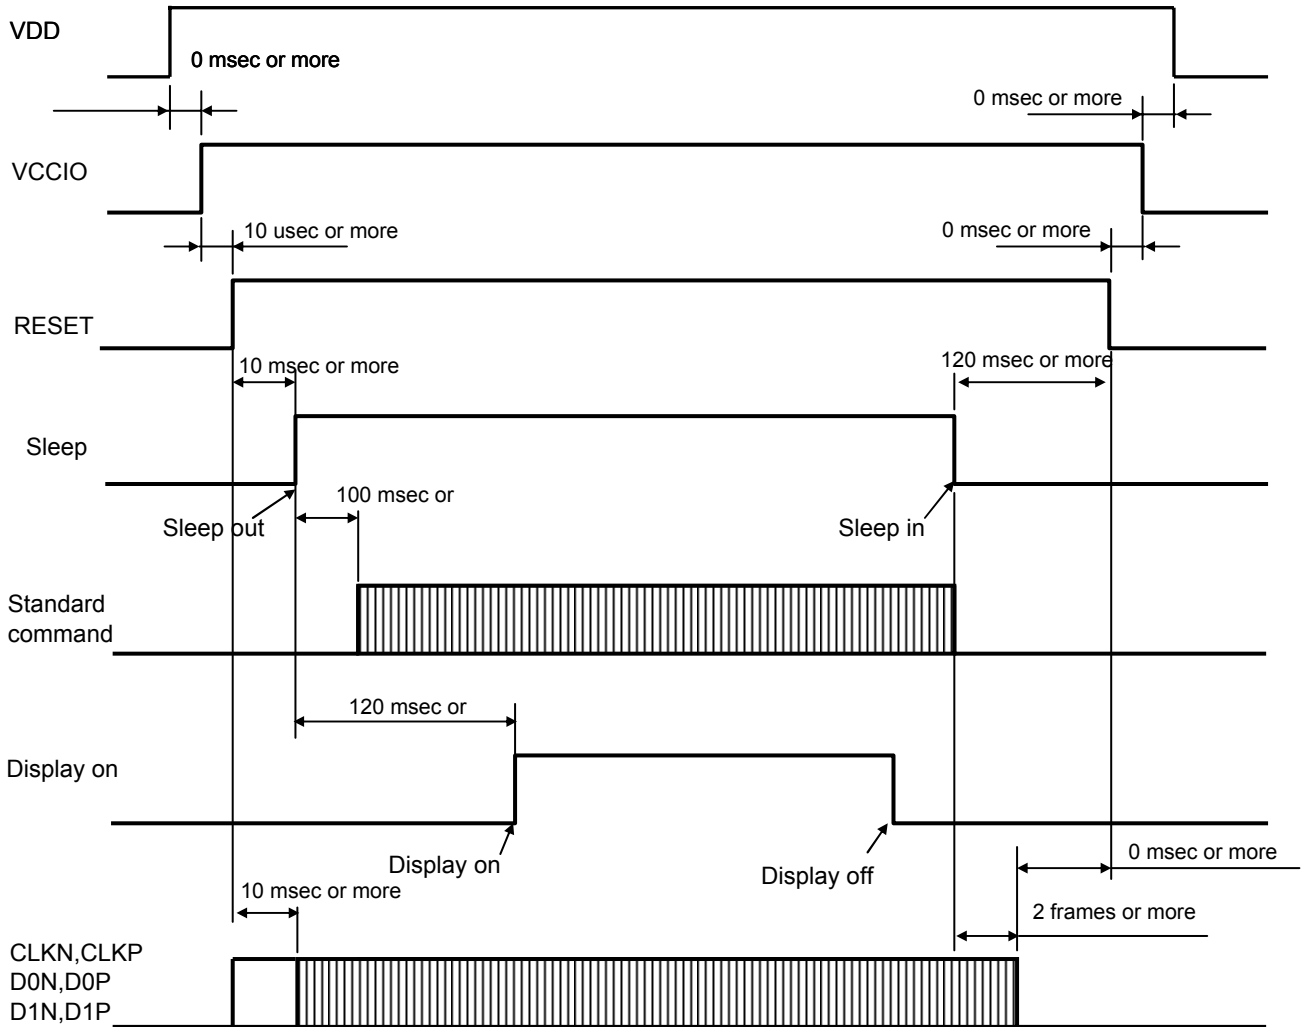 VDD
0 msec or more
0 msec or more
VCCIO
10 usec or more
0 msec or more
RESET
10 msec or more
120 msec or more
Sleep
100 msec or
Sleep out
Sleep in
Standard
command
120 msec or
Display on
Display on
Display off
0 msec or more
10 msec or more
2 frames or more
CLKN,CLKP
D0N,D0P
D1N,D1P